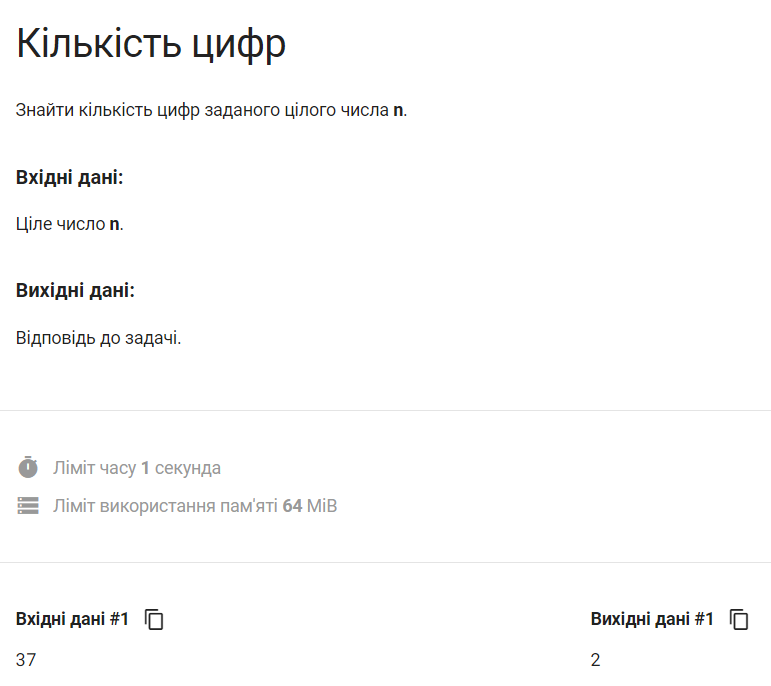 Кількість цифр
Знайти кількість цифр заданого цілого числа n.
Вхідні дані:
Ціле число n.
Вихідні дані:
Відповідь до задачі.
Ліміт часу 1 секунда
Ліміт використання пам'яті 64 MiB
Вхідні дані #1
Вихідні дані #1
37
2